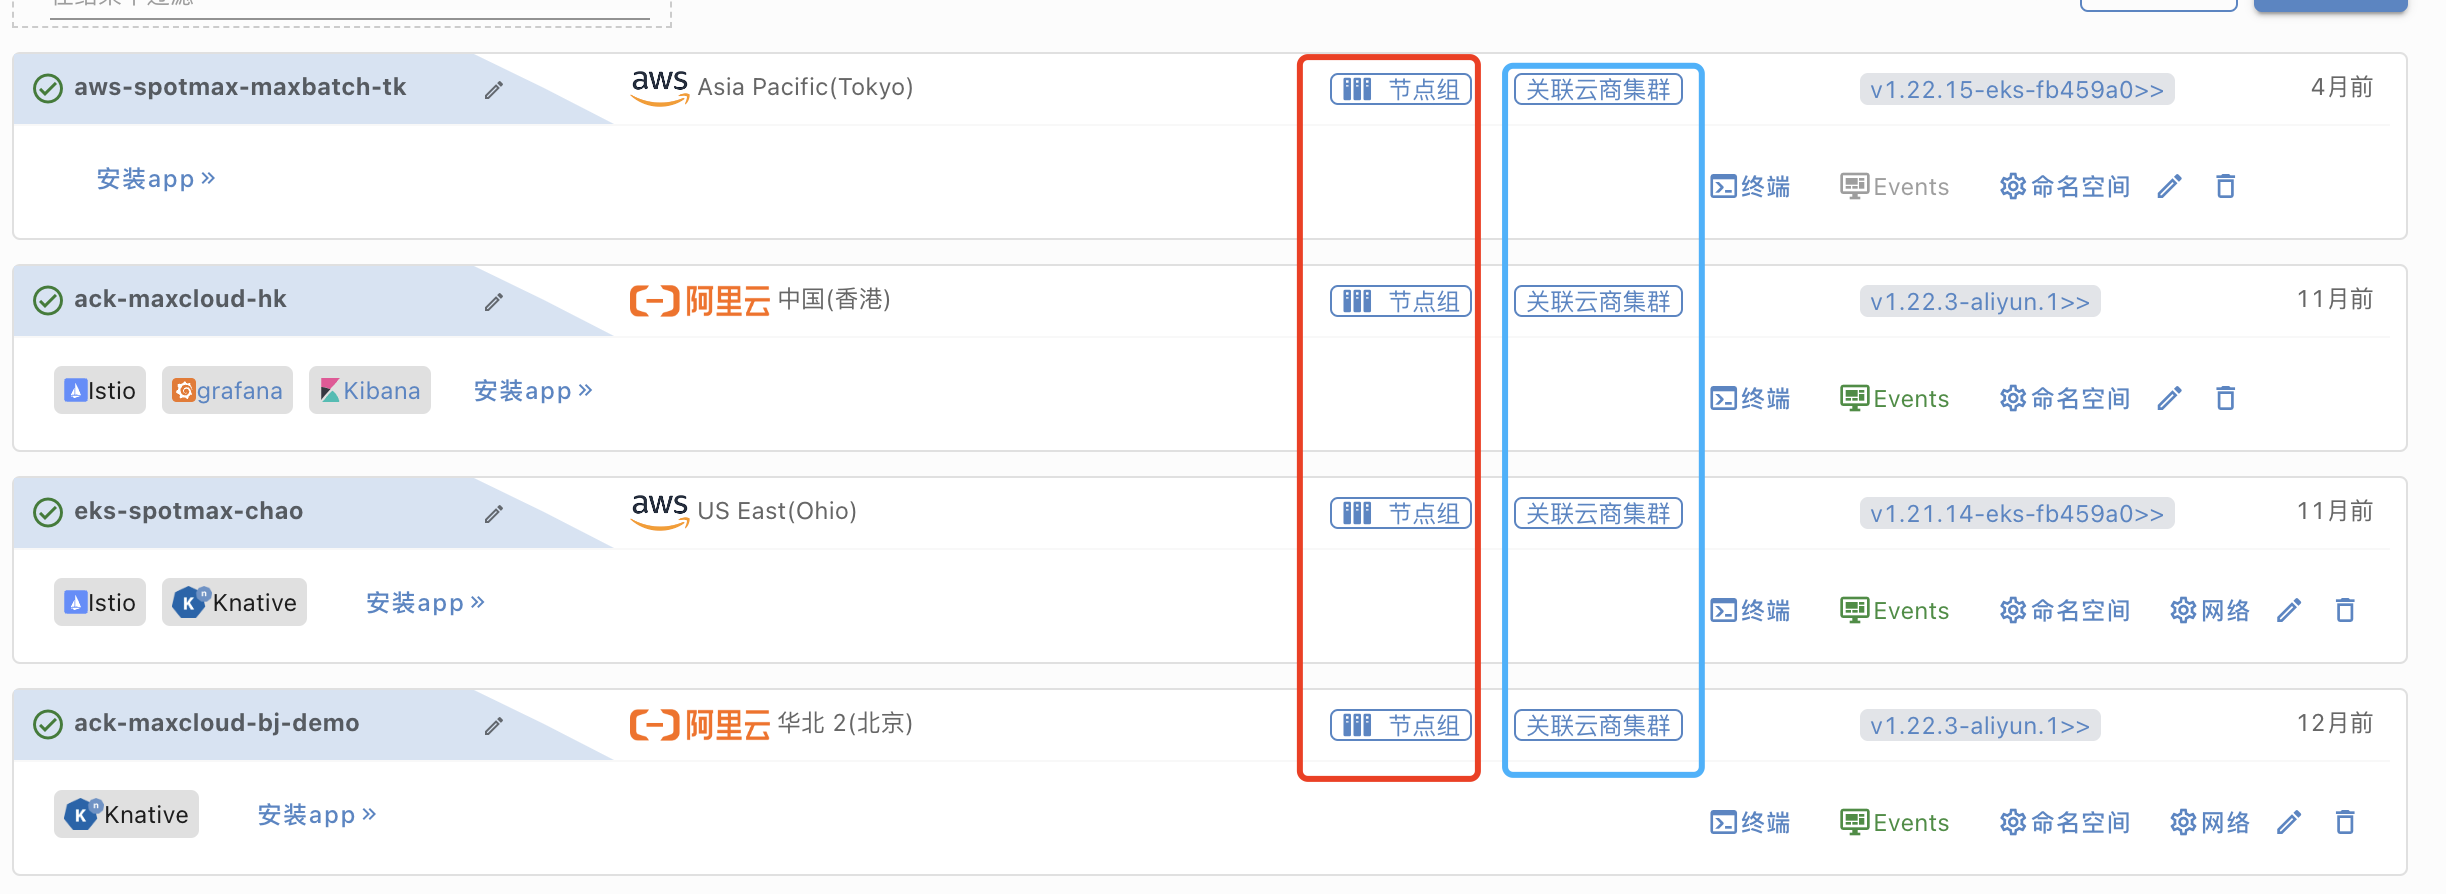 aws-spotmax-maxbatch-tk aws Asia Pacific(Tokyo) 节点组 关联云商集群 v1.22.15-eks-fb459a0>> 4月前
安装app » 终端 Events 命名空间
ack-maxcloud-hk 阿里云 中国(香港) 节点组 关联云商集群 v1.22.3-aliyun.1>> 11月前
Istio grafana Kibana 安装app » 终端 Events 命名空间
eks-spotmax-chao aws US East(Ohio) 节点组 关联云商集群 v1.21.14-eks-fb459a0>> 11月前
Istio Knative 安装app » 终端 Events 命名空间 网络
ack-maxcloud-bj-demo 阿里云 华北 2(北京) 节点组 关联云商集群 v1.22.3-aliyun.1>> 12月前
Knative 安装app » 终端 Events 命名空间 网络